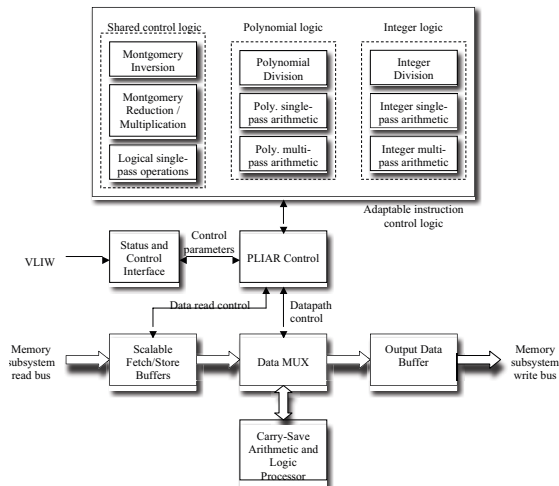 Shared control logic
Polynomial logic
Integer logic
Montgomery
Inversion
Montgomery
Reduction /
Multiplication
Logical single-
pass operations
Polynomial
Division
Poly. single-
pass arithmetic
Poly. multi-
pass arithmetic
Integer
Division
Integer single-
pass arithmetic
Integer multi-
pass arithmetic
Adaptable instruction
control logic
VLIW
Status and
Control
Interface
Control
parameters
PLIAR Control
Data read control
Datapath
control
Memory
subsystem
read bus
Scalable
Fetch/Store
Buffers
Data MUX
Output Data
Buffer
Memory
subsystem
write bus
Carry-Save
Arithmetic and
Logic
Processor